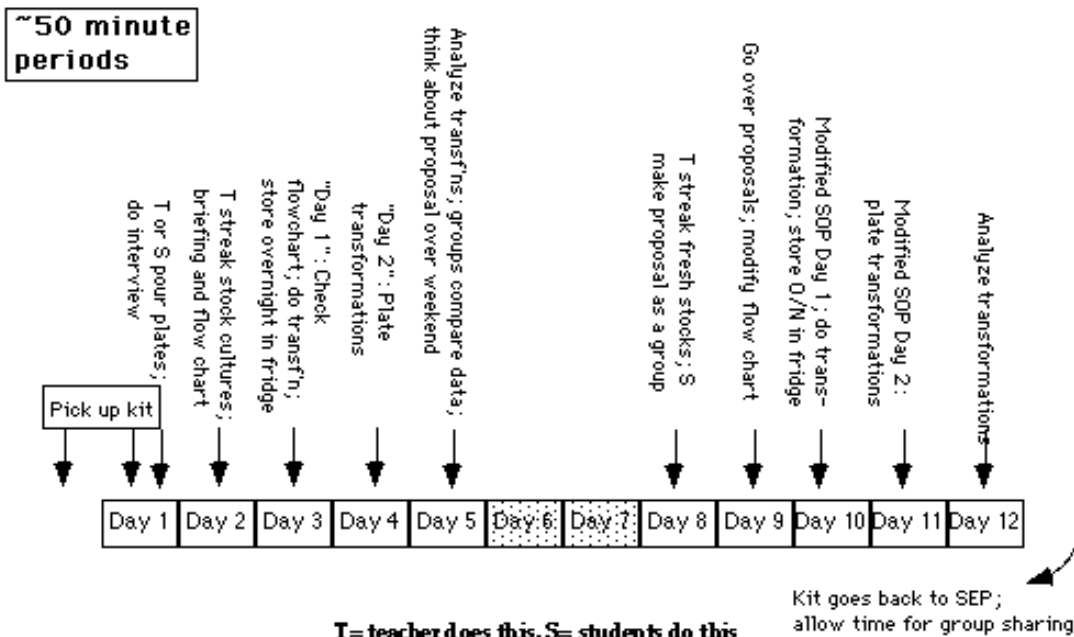 ~50 minute
periods
Pick up kit
T or S pour plates;
do interview
T streak stock cultures;
briefing and flow chart
"Day 1": Check
flowchart; do transf'n;
store overnight in fridge
"Day 2": Plate
transformations
Analyze transf'ns; groups compare data;
think about proposal over weekend
T streak fresh stocks; S
make proposal as a group
Go over proposals; modify flow chart
Modified SOP Day 1; do trans-
formation; store O/N in fridge
Modified SOP Day 2:
plate transformations
Analyze transformations
Day 1
Day 2
Day 3
Day 4
Day 5
Day 6
Day 7
Day 8
Day 9
Day 10
Day 11
Day 12
Kit goes back to SEP;
allow time for group sharing
T= teacher does this, S= students do this